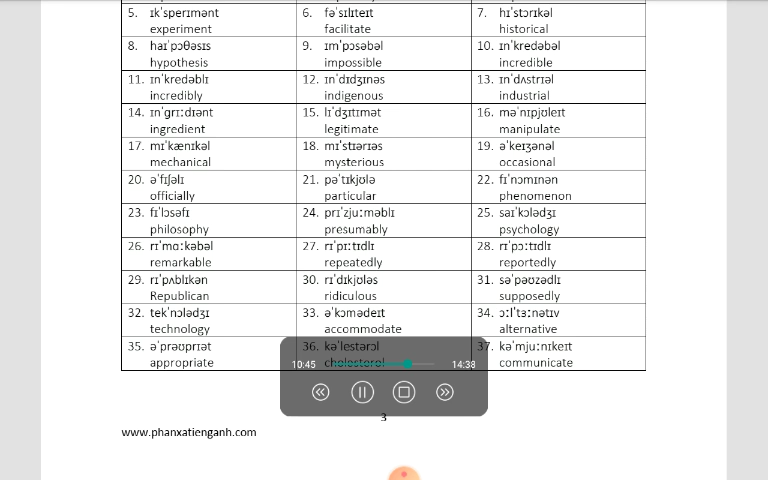 5. ɪkˈsperɪmənt 6. fəˈsɪlɪteɪt 7. hɪˈstɒrɪkəl
experiment facilitate historical
8. haɪˈpɔθəsɪs 9. ɪmˈpɔsəbəl 10. ɪnˈkredəbəl
hypothesis impossible incredible
11. ɪnˈkredəblɪ 12. ɪnˈdɪdʒɪnəs 13. ɪnˈdʌstrɪəl
incredibly indigenous industrial
14. ɪnˈgriːdɪənt 15. lɪˈdʒɪtɪmət 16. məˈnɪpjʊleɪt
ingredient legitimate manipulate
17. mɪˈkænɪkəl 18. mɪˈstɪərɪəs 19. əˈkeɪʒənəl
mechanical mysterious occasional
20. əˈfɪʃəlɪ 21. pəˈtɪkjʊlə 22. fɪˈnɒmɪnən
officially particular phenomenon
23. fɪˈlɒsəfɪ 24. prɪˈzjuːməblɪ 25. saɪˈkɒlədʒɪ
philosophy presumably psychology
26. rɪˈmɑːkəbəl 27. rɪˈpɪːtɪdlɪ 28. rɪˈpɔːtɪdlɪ
remarkable repeatedly reportedly
29. rɪˈpʌblɪkən 30. rɪˈdɪkjʊləs 31. səˈpəʊzədlɪ
Republican ridiculous supposedly
32. tekˈnɒlədʒɪ 33. əˈkɒmədeɪt 34. ɔːlˈtɜːnətɪv
technology accommodate alternative
35. əˈprəʊprɪət 36. kəˈlestərɒl 37. kəˈmjuːnɪkeɪt
appropriate cholesterol communicate
10:45 14:38
3
www.phanxatienganh.com